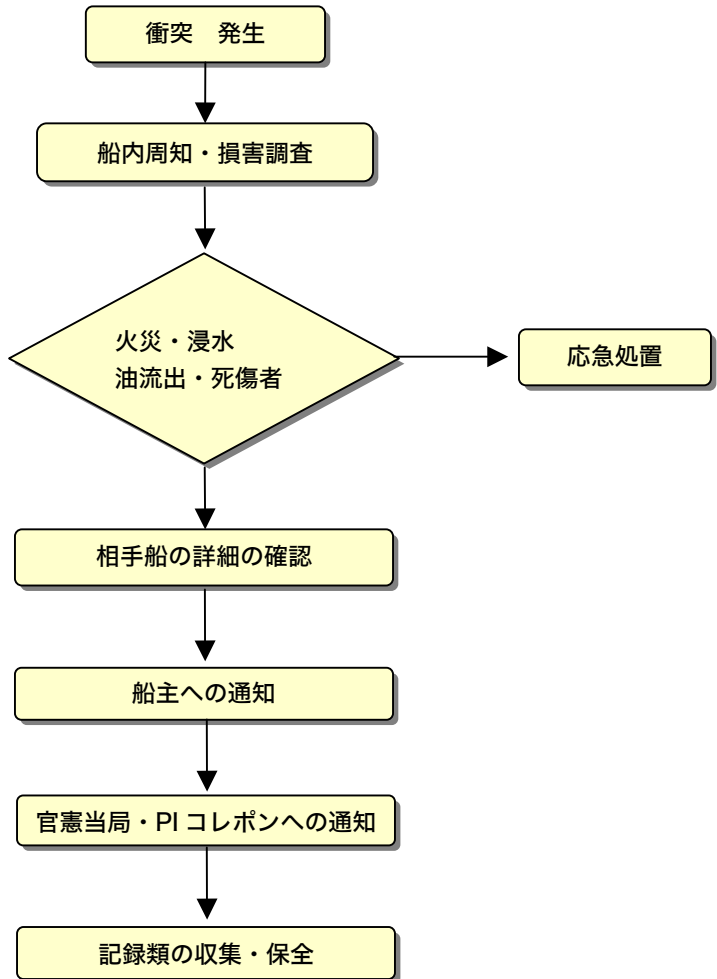 衝突　発生
船内周知・損害調査
火災・浸水
油流出・死傷者
応急処置
相手船の詳細の確認
船主への通知
官憲当局・PI コレポンへの通知
記録類の収集・保全